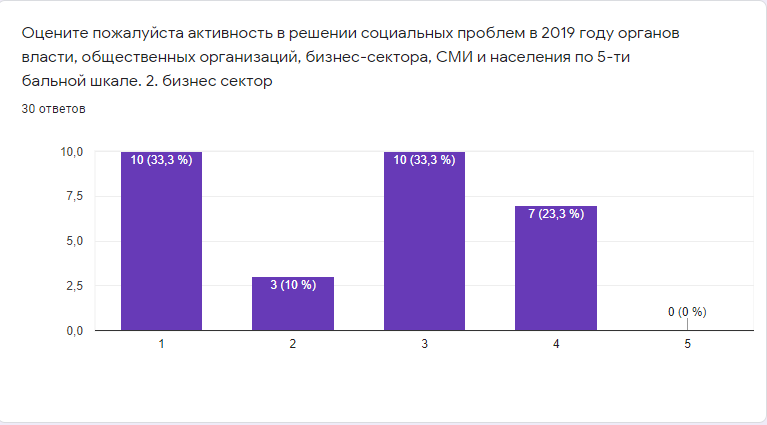 Оцените пожалуйста активность в решении социальных проблем в 2019 году органов
власти, общественных организаций, бизнес-сектора, СМИ и населения по 5-ти
бальной шкале. 2. бизнес сектор
30 ответов
10,0
7,5
5,0
2,5
0,0
10 (33,3 %)
3 (10 %)
10 (33,3 %)
7 (23,3 %)
0 (0 %)
1
2
3
4
5